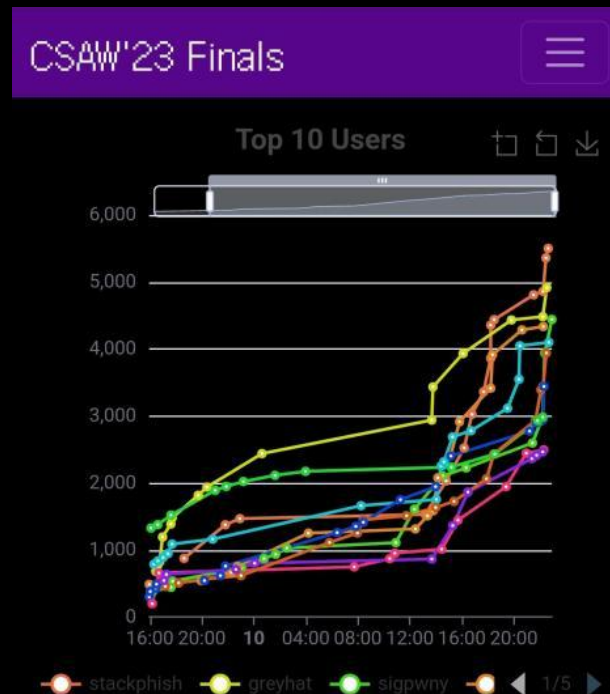 CSAW'23 Finals
Top 10 Users
6,000
5,000
4,000
3,000
2,000
1,000
0
16:00 20:00 10 04:00 08:00 12:00 16:00 20:00
stackphish greyhat sigpwny 1/5